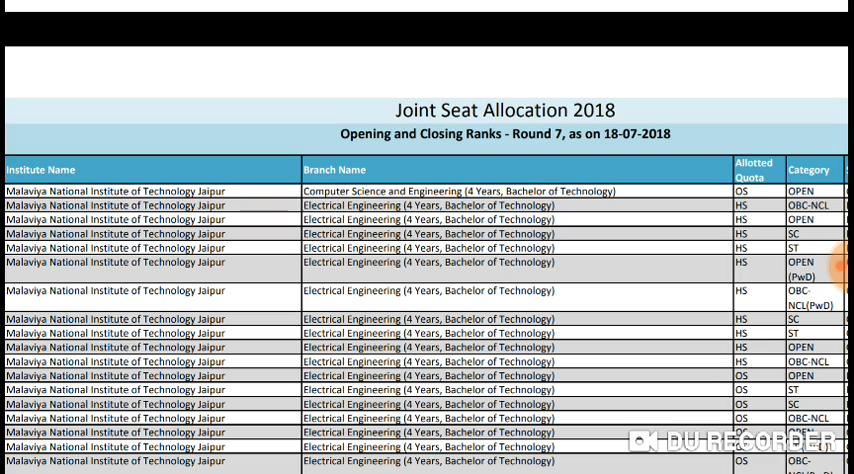 Joint Seat Allocation 2018
Opening and Closing Ranks - Round 7, as on 18-07-2018
Institute Name Branch Name Allotted Quota Category
Malaviya National Institute of Technology Jaipur Computer Science and Engineering (4 Years, Bachelor of Technology) OS OPEN
Malaviya National Institute of Technology Jaipur Electrical Engineering (4 Years, Bachelor of Technology) HS OBC-NCL
Malaviya National Institute of Technology Jaipur Electrical Engineering (4 Years, Bachelor of Technology) HS OPEN
Malaviya National Institute of Technology Jaipur Electrical Engineering (4 Years, Bachelor of Technology) HS SC
Malaviya National Institute of Technology Jaipur Electrical Engineering (4 Years, Bachelor of Technology) HS ST
Malaviya National Institute of Technology Jaipur Electrical Engineering (4 Years, Bachelor of Technology) HS OPEN
(PwD)
Malaviya National Institute of Technology Jaipur Electrical Engineering (4 Years, Bachelor of Technology) HS OBC-
NCL(PwD)
Malaviya National Institute of Technology Jaipur Electrical Engineering (4 Years, Bachelor of Technology) HS SC
Malaviya National Institute of Technology Jaipur Electrical Engineering (4 Years, Bachelor of Technology) HS ST
Malaviya National Institute of Technology Jaipur Electrical Engineering (4 Years, Bachelor of Technology) HS OPEN
Malaviya National Institute of Technology Jaipur Electrical Engineering (4 Years, Bachelor of Technology) HS OBC-NCL
Malaviya National Institute of Technology Jaipur Electrical Engineering (4 Years, Bachelor of Technology) OS OPEN
Malaviya National Institute of Technology Jaipur Electrical Engineering (4 Years, Bachelor of Technology) OS ST
Malaviya National Institute of Technology Jaipur Electrical Engineering (4 Years, Bachelor of Technology) OS SC
Malaviya National Institute of Technology Jaipur Electrical Engineering (4 Years, Bachelor of Technology) OS OBC-NCL
Malaviya National Institute of Technology Jaipur Electrical Engineering (4 Years, Bachelor of Technology) OS OPEN
Malaviya National Institute of Technology Jaipur Electrical Engineering (4 Years, Bachelor of Technology)
DU RECORDER
Malaviya National Institute of Technology Jaipur Electrical Engineering (4 Years, Bachelor of Technology) OS OBC-